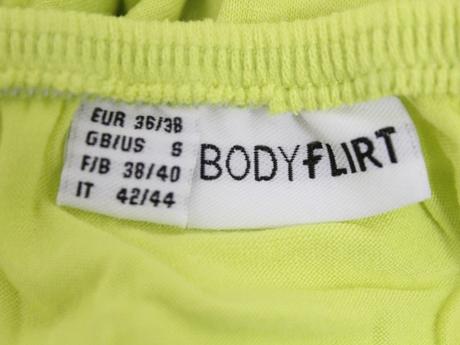 EUR 36/38
GB/US S
F/B 38/40
IT 42/44
BODYFLIRT